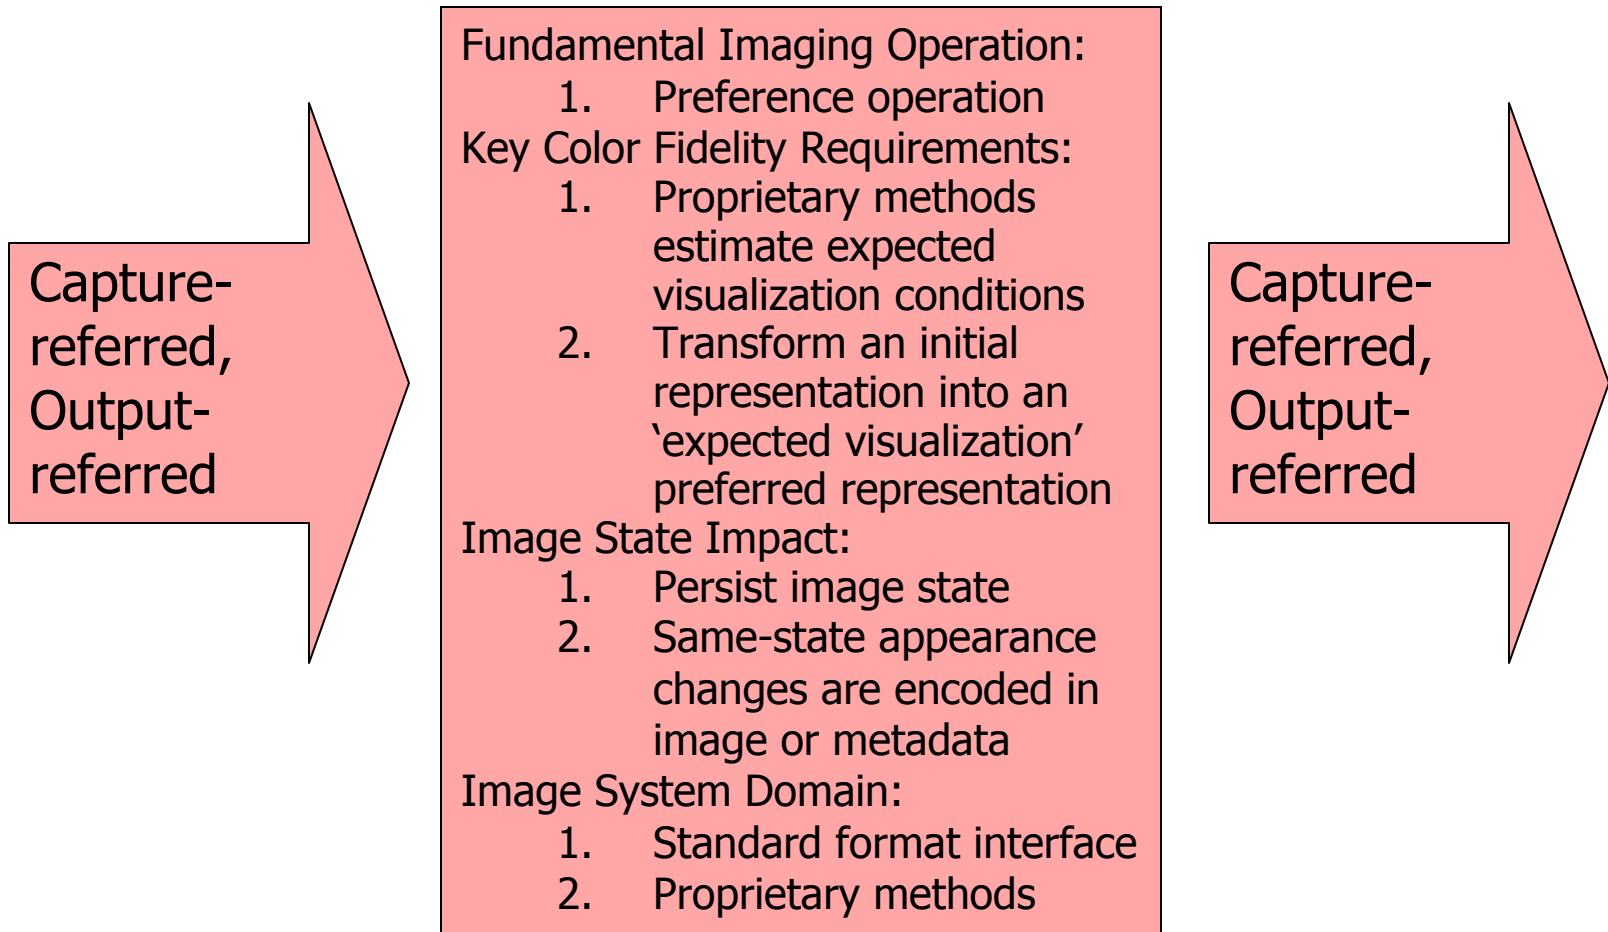 Capture-
referred,
Output-
referred
Fundamental Imaging Operation:
1. Preference operation
Key Color Fidelity Requirements:
1. Proprietary methods
estimate expected
visualization conditions
2. Transform an initial
representation into an
‘expected visualization’
preferred representation
Image State Impact:
1. Persist image state
2. Same-state appearance
changes are encoded in
image or metadata
Image System Domain:
1. Standard format interface
2. Proprietary methods
Capture-
referred,
Output-
referred